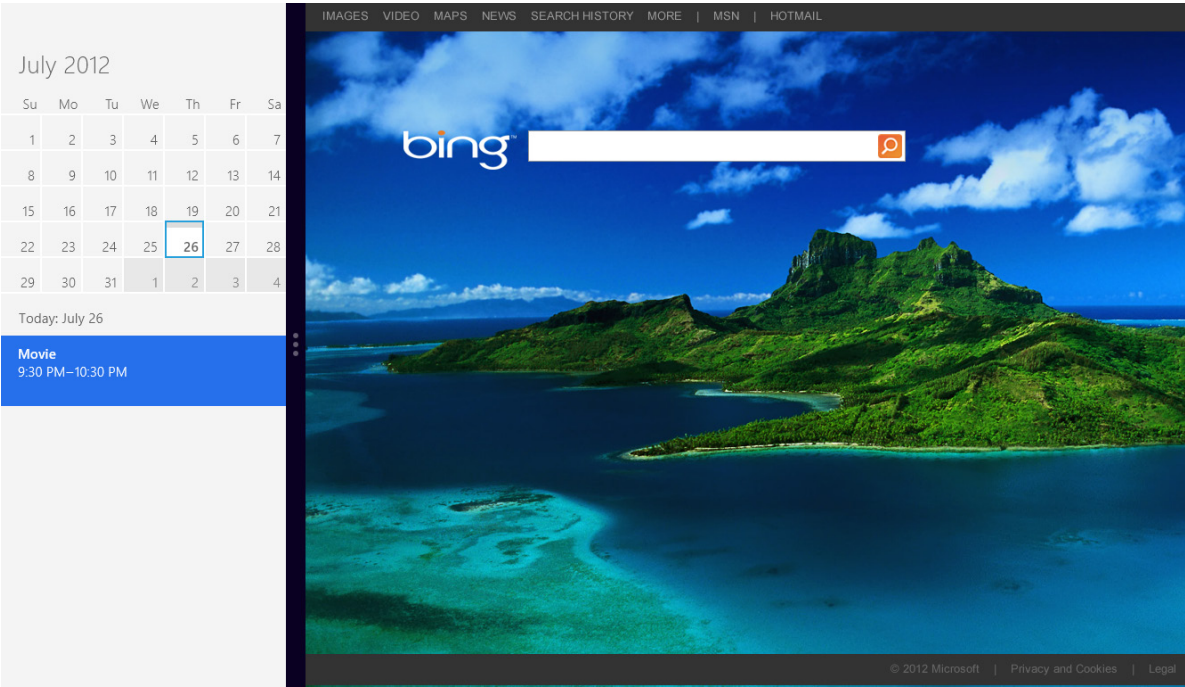 July 2012
Su Mo Tu We Th Fr Sa
1 2 3 4 5 6 7
8 9 10 11 12 13 14
15 16 17 18 19 20 21
22 23 24 25 26 27 28
29 30 31 1 2 3 4
Today: July 26
Movie
9:30 PM–10:30 PM
IMAGES VIDEO MAPS NEWS SEARCH HISTORY MORE | MSN | HOTMAIL
bing™
© 2012 Microsoft | Privacy and Cookies | Legal